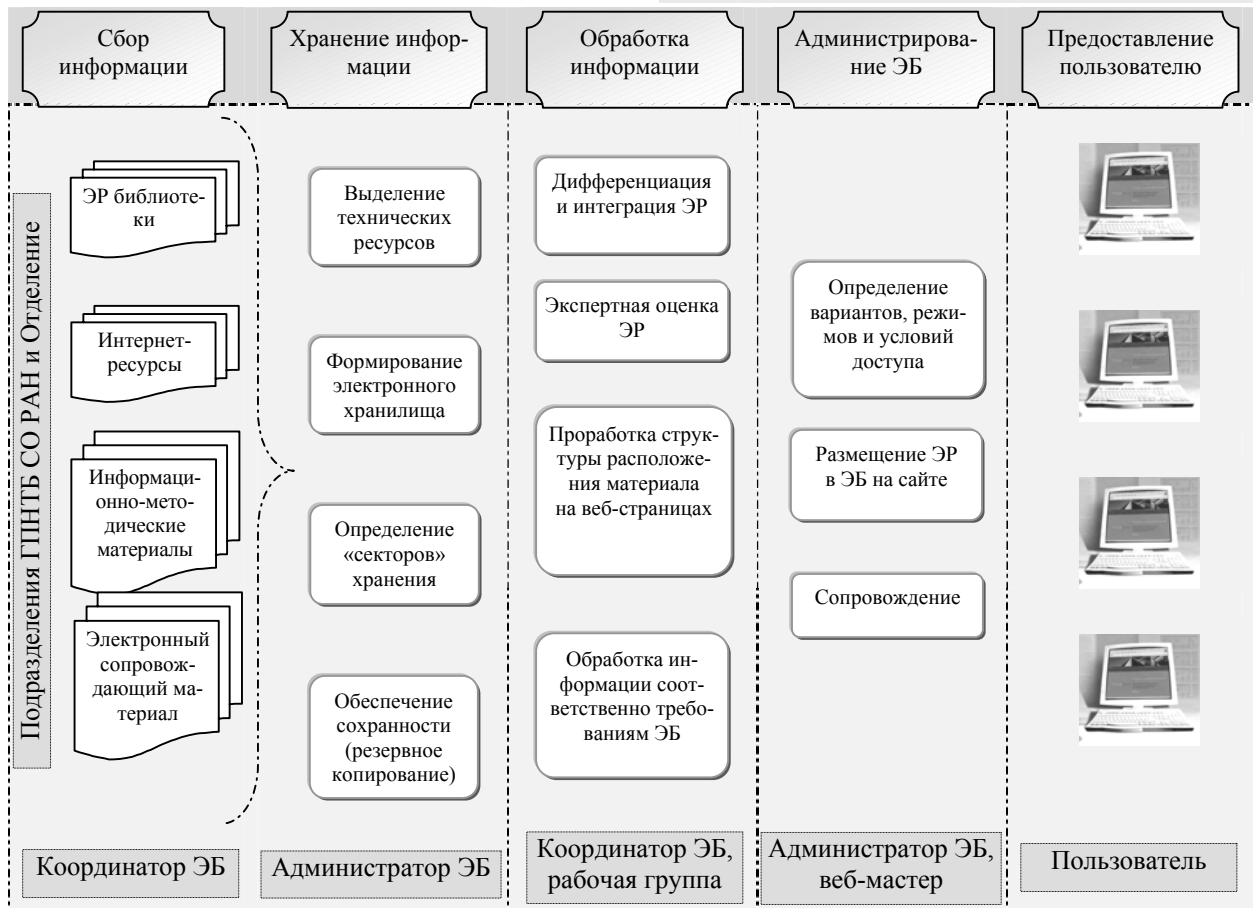 Сбор
информации
Хранение инфор-
мации
Обработка
информации
Администрирова-
ние ЭБ
Предоставление
пользователю
Подразделения ГПНТБ СО РАН и Отделение
ЭР библиоте-
ки
Интернет-
ресурсы
Информаци-
онно-мето-
дические
материалы
Электронный
сопровож-
дающий ма-
териал
Выделение
технических
ресурсов
Формирование
электронного
хранилища
Определение
«секторов»
хранения
Обеспечение
сохранности
(резервное
копирование)
Дифференциация
и интеграция ЭР
Экспертная оценка
ЭР
Проработка струк-
туры расположе-
ния материала
на веб-страницах
Обработка ин-
формации соот-
ветственно требо-
ваниям ЭБ
Определение
вариантов, режи-
мов и условий
доступа
Размещение ЭР
в ЭБ на сайте
Сопровождение
Координатор ЭБ
Администратор ЭБ
Координатор ЭБ,
рабочая группа
Администратор ЭБ,
веб-мастер
Пользователь